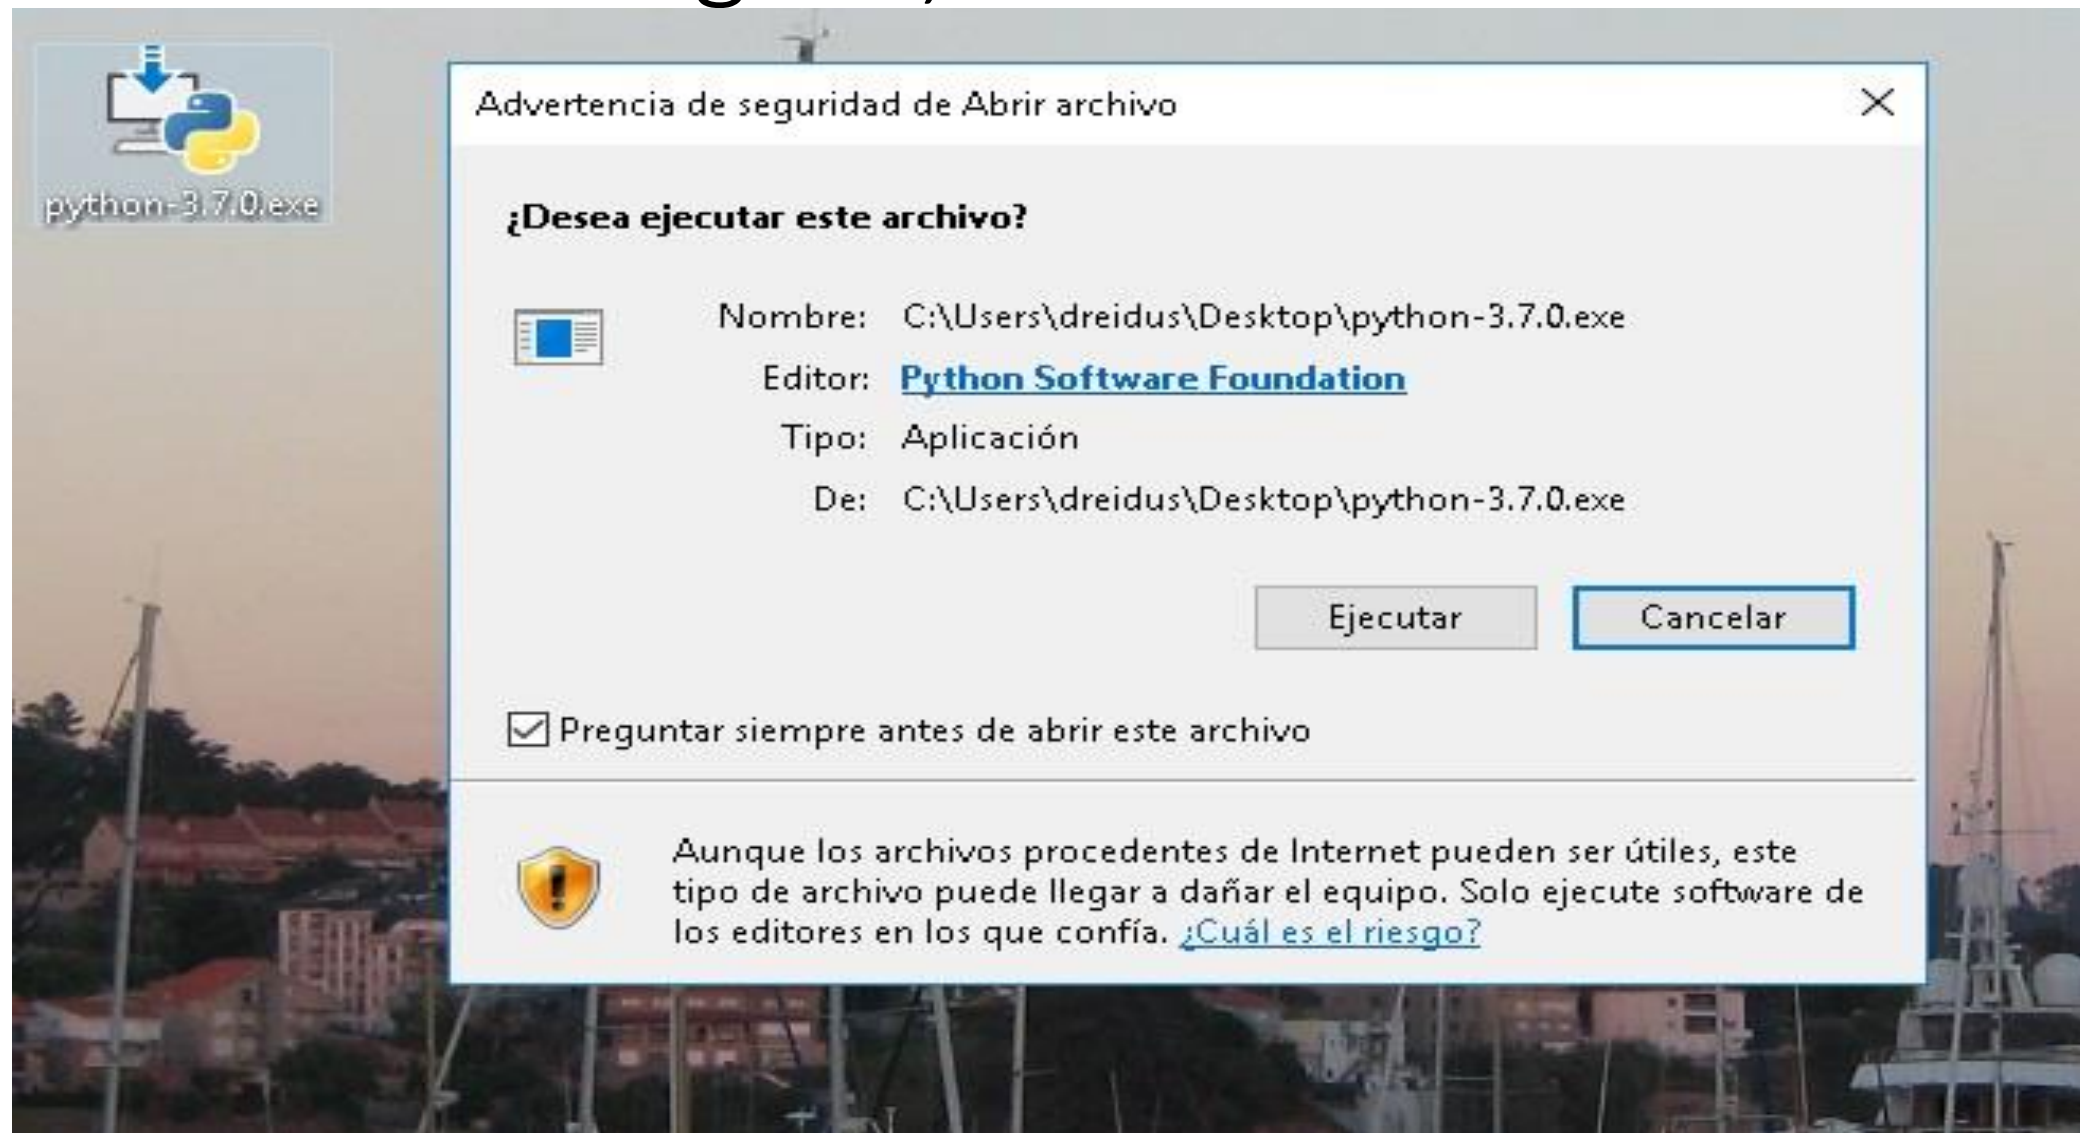 python-3.7.0.exe
Advertencia de seguridad de Abrir archivo
¿Desea ejecutar este archivo?
Nombre: C:\Users\dreidus\Desktop\python-3.7.0.exe
Editor: Python Software Foundation
Tipo: Aplicación
De: C:\Users\dreidus\Desktop\python-3.7.0.exe
Ejecutar Cancelar
Preguntar siempre antes de abrir este archivo
Aunque los archivos procedentes de Internet pueden ser útiles, este
tipo de archivo puede llegar a dañar el equipo. Solo ejecute software de
los editores en los que confía. ¿Cuál es el riesgo?